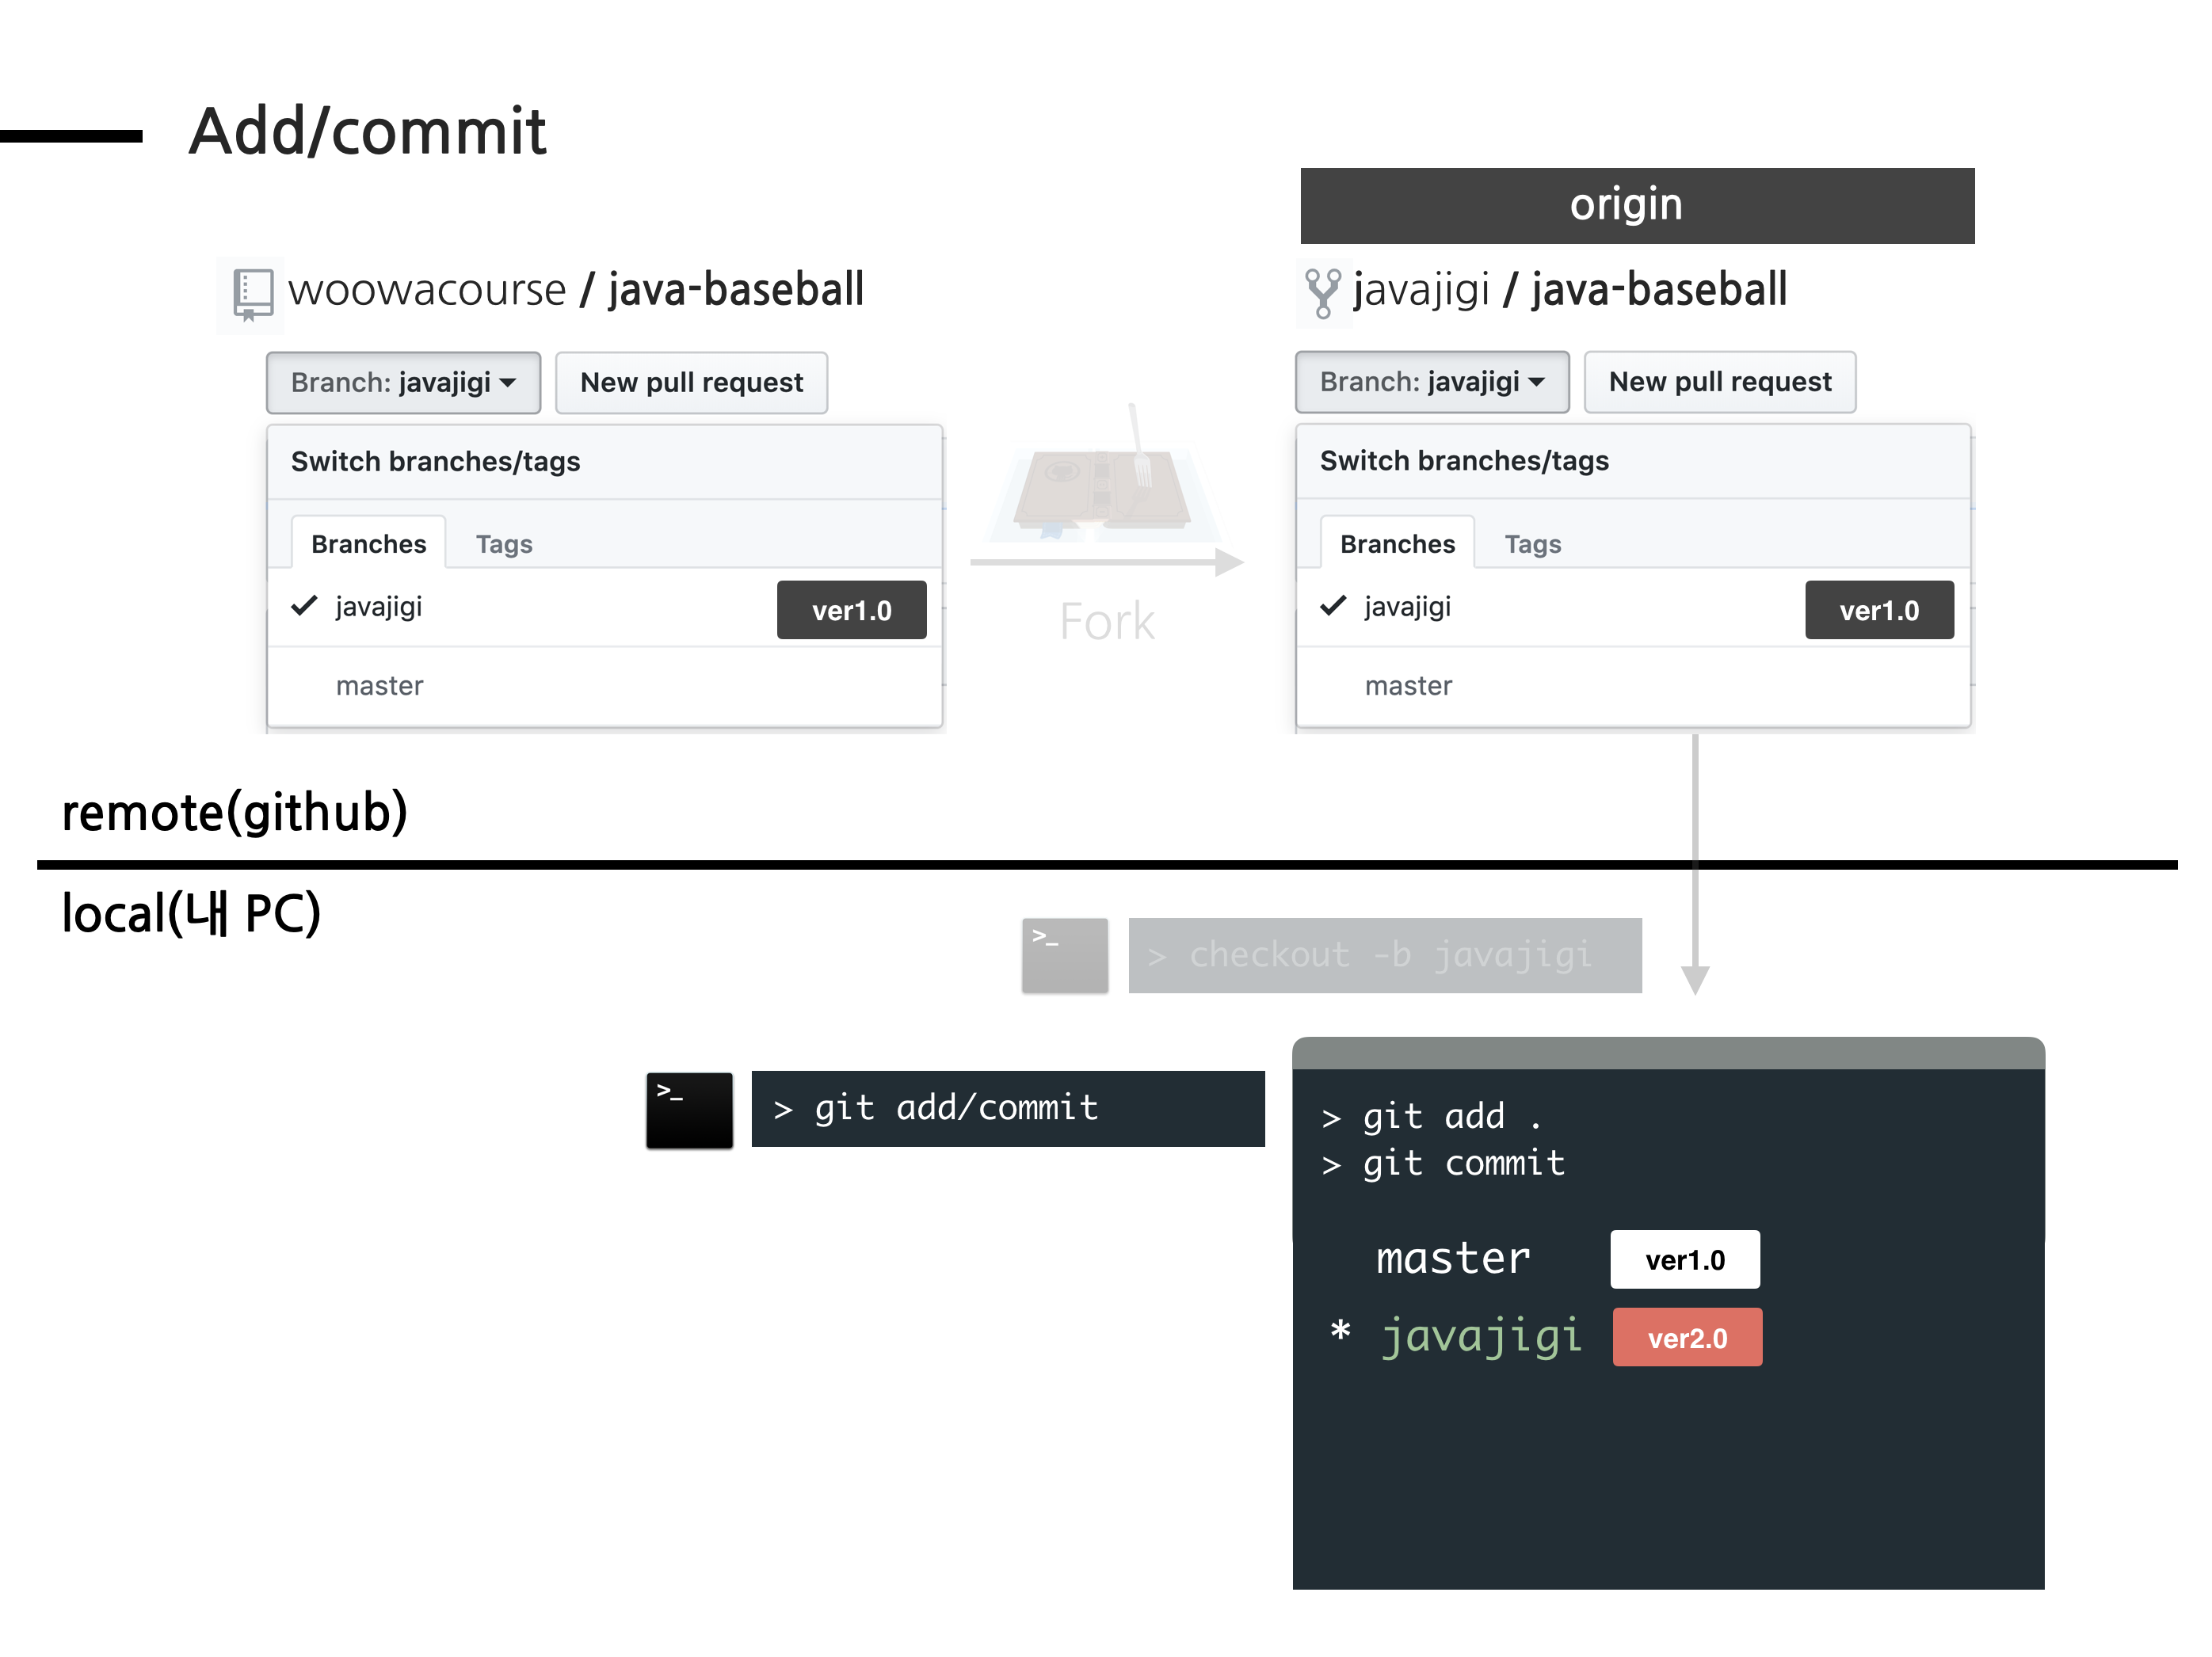 Add/commit
origin
woowacourse / java-baseball
javajigi / java-baseball
Branch: javajigi
New pull request
Branch: javajigi
New pull request
Switch branches/tags
Switch branches/tags
Branches
Tags
Branches
Tags
javajigi
ver1.0
javajigi
ver1.0
Fork
master
master
remote(github)
local(내 PC)
>_
> checkout -b javajigi
>_
> git add/commit
> git add .
> git commit
master
ver1.0
* javajigi
ver2.0